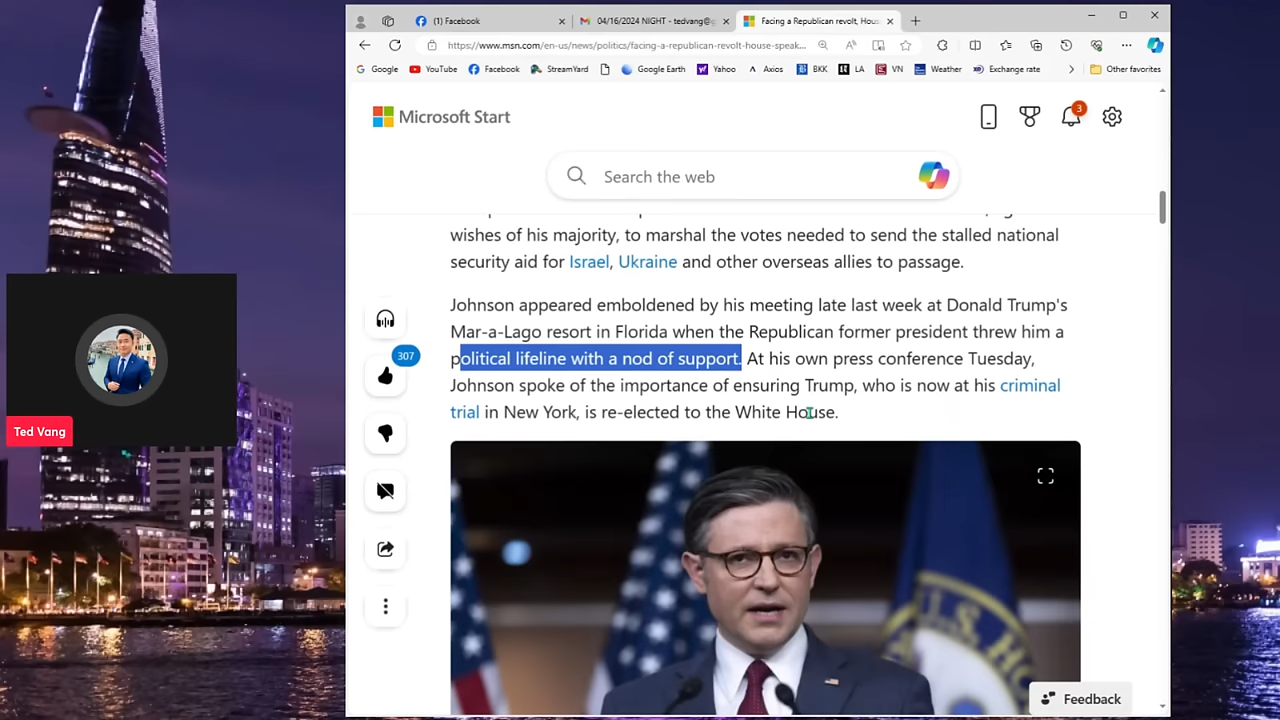 (1) Facebook
04/16/2024 NIGHT - tedvang@
Facing a Republican revolt, Hous
https://www.msn.com/en-us/news/politics/facing-a-republican-revolt-house-speak...
Google YouTube Facebook StreamYard Google Earth Yahoo Axios BKK LA VN Weather Exchange rate Other favorites
Microsoft Start
3
Search the web
wishes of his majority, to marshal the votes needed to send the stalled national
security aid for Israel, Ukraine and other overseas allies to passage.
Johnson appeared emboldened by his meeting late last week at Donald Trump's
Mar-a-Lago resort in Florida when the Republican former president threw him a
political lifeline with a nod of support. At his own press conference Tuesday,
Johnson spoke of the importance of ensuring Trump, who is now at his criminal
trial in New York, is re-elected to the White House.
307
Ted Vang
Feedback